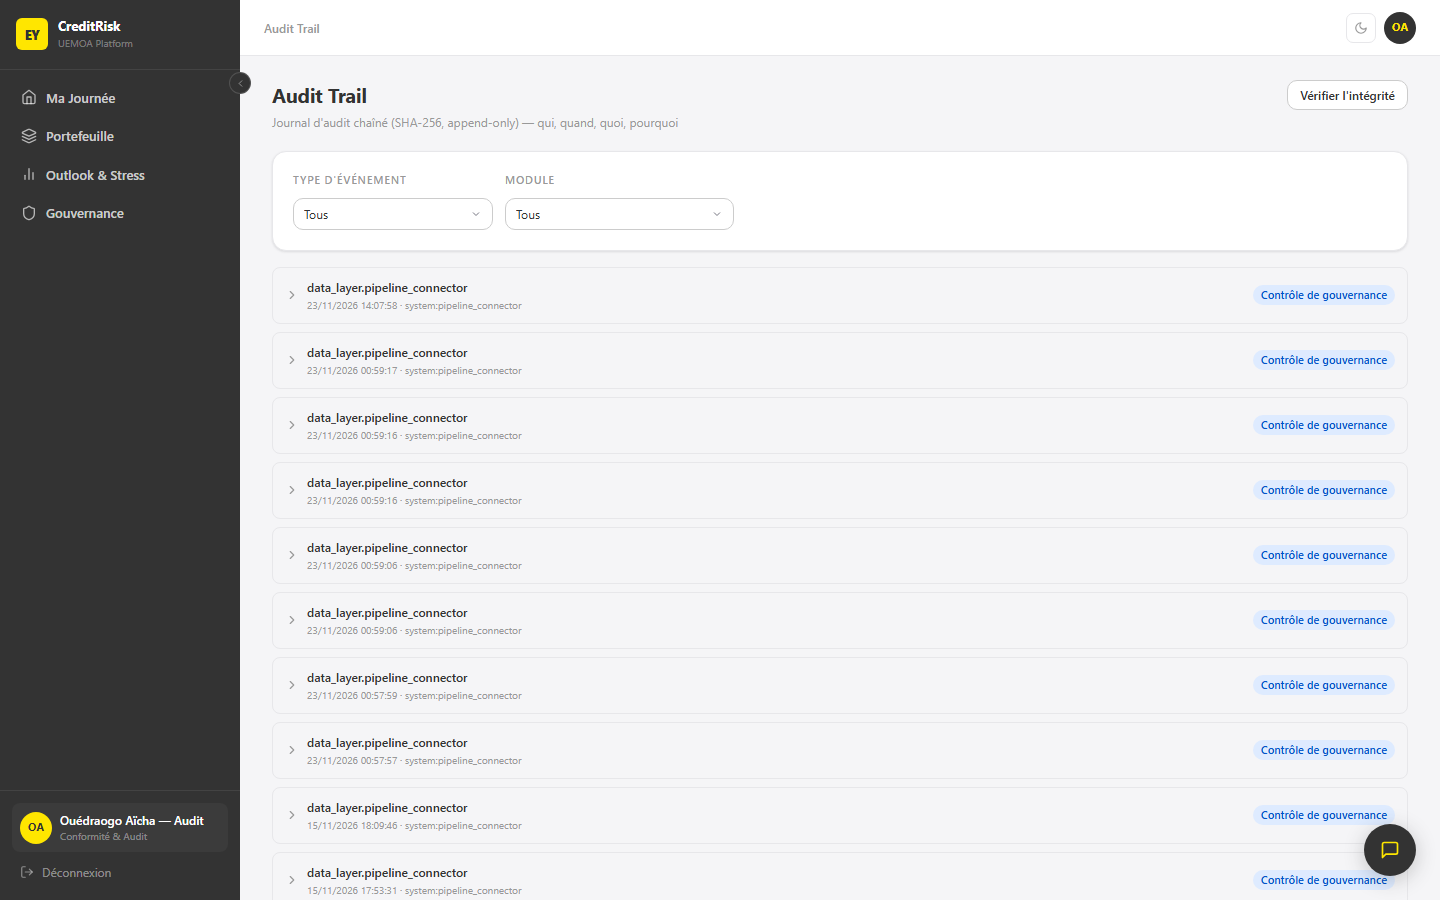 EY
CreditRisk
UEMOA Platform
Ma Journée
Portefeuille
Outlook & Stress
Gouvernance
OA
Ouédraogo Aïcha — Audit
Conformité & Audit
Déconnexion
Audit Trail
OA
Audit Trail
Journal d'audit chaîné (SHA-256, append-only) — qui, quand, quoi, pourquoi
Vérifier l'intégrité
TYPE D'ÉVÉNEMENT
MODULE
Tous
Tous
data_layer.pipeline_connector
23/11/2026 14:07:58 · system:pipeline_connector
Contrôle de gouvernance
data_layer.pipeline_connector
23/11/2026 00:59:17 · system:pipeline_connector
Contrôle de gouvernance
data_layer.pipeline_connector
23/11/2026 00:59:16 · system:pipeline_connector
Contrôle de gouvernance
data_layer.pipeline_connector
23/11/2026 00:59:16 · system:pipeline_connector
Contrôle de gouvernance
data_layer.pipeline_connector
23/11/2026 00:59:06 · system:pipeline_connector
Contrôle de gouvernance
data_layer.pipeline_connector
23/11/2026 00:59:06 · system:pipeline_connector
Contrôle de gouvernance
data_layer.pipeline_connector
23/11/2026 00:57:59 · system:pipeline_connector
Contrôle de gouvernance
data_layer.pipeline_connector
23/11/2026 00:57:57 · system:pipeline_connector
Contrôle de gouvernance
data_layer.pipeline_connector
15/11/2026 18:09:46 · system:pipeline_connector
Contrôle de gouvernance
data_layer.pipeline_connector
15/11/2026 17:53:31 · system:pipeline_connector
Contrôle de gouvernance